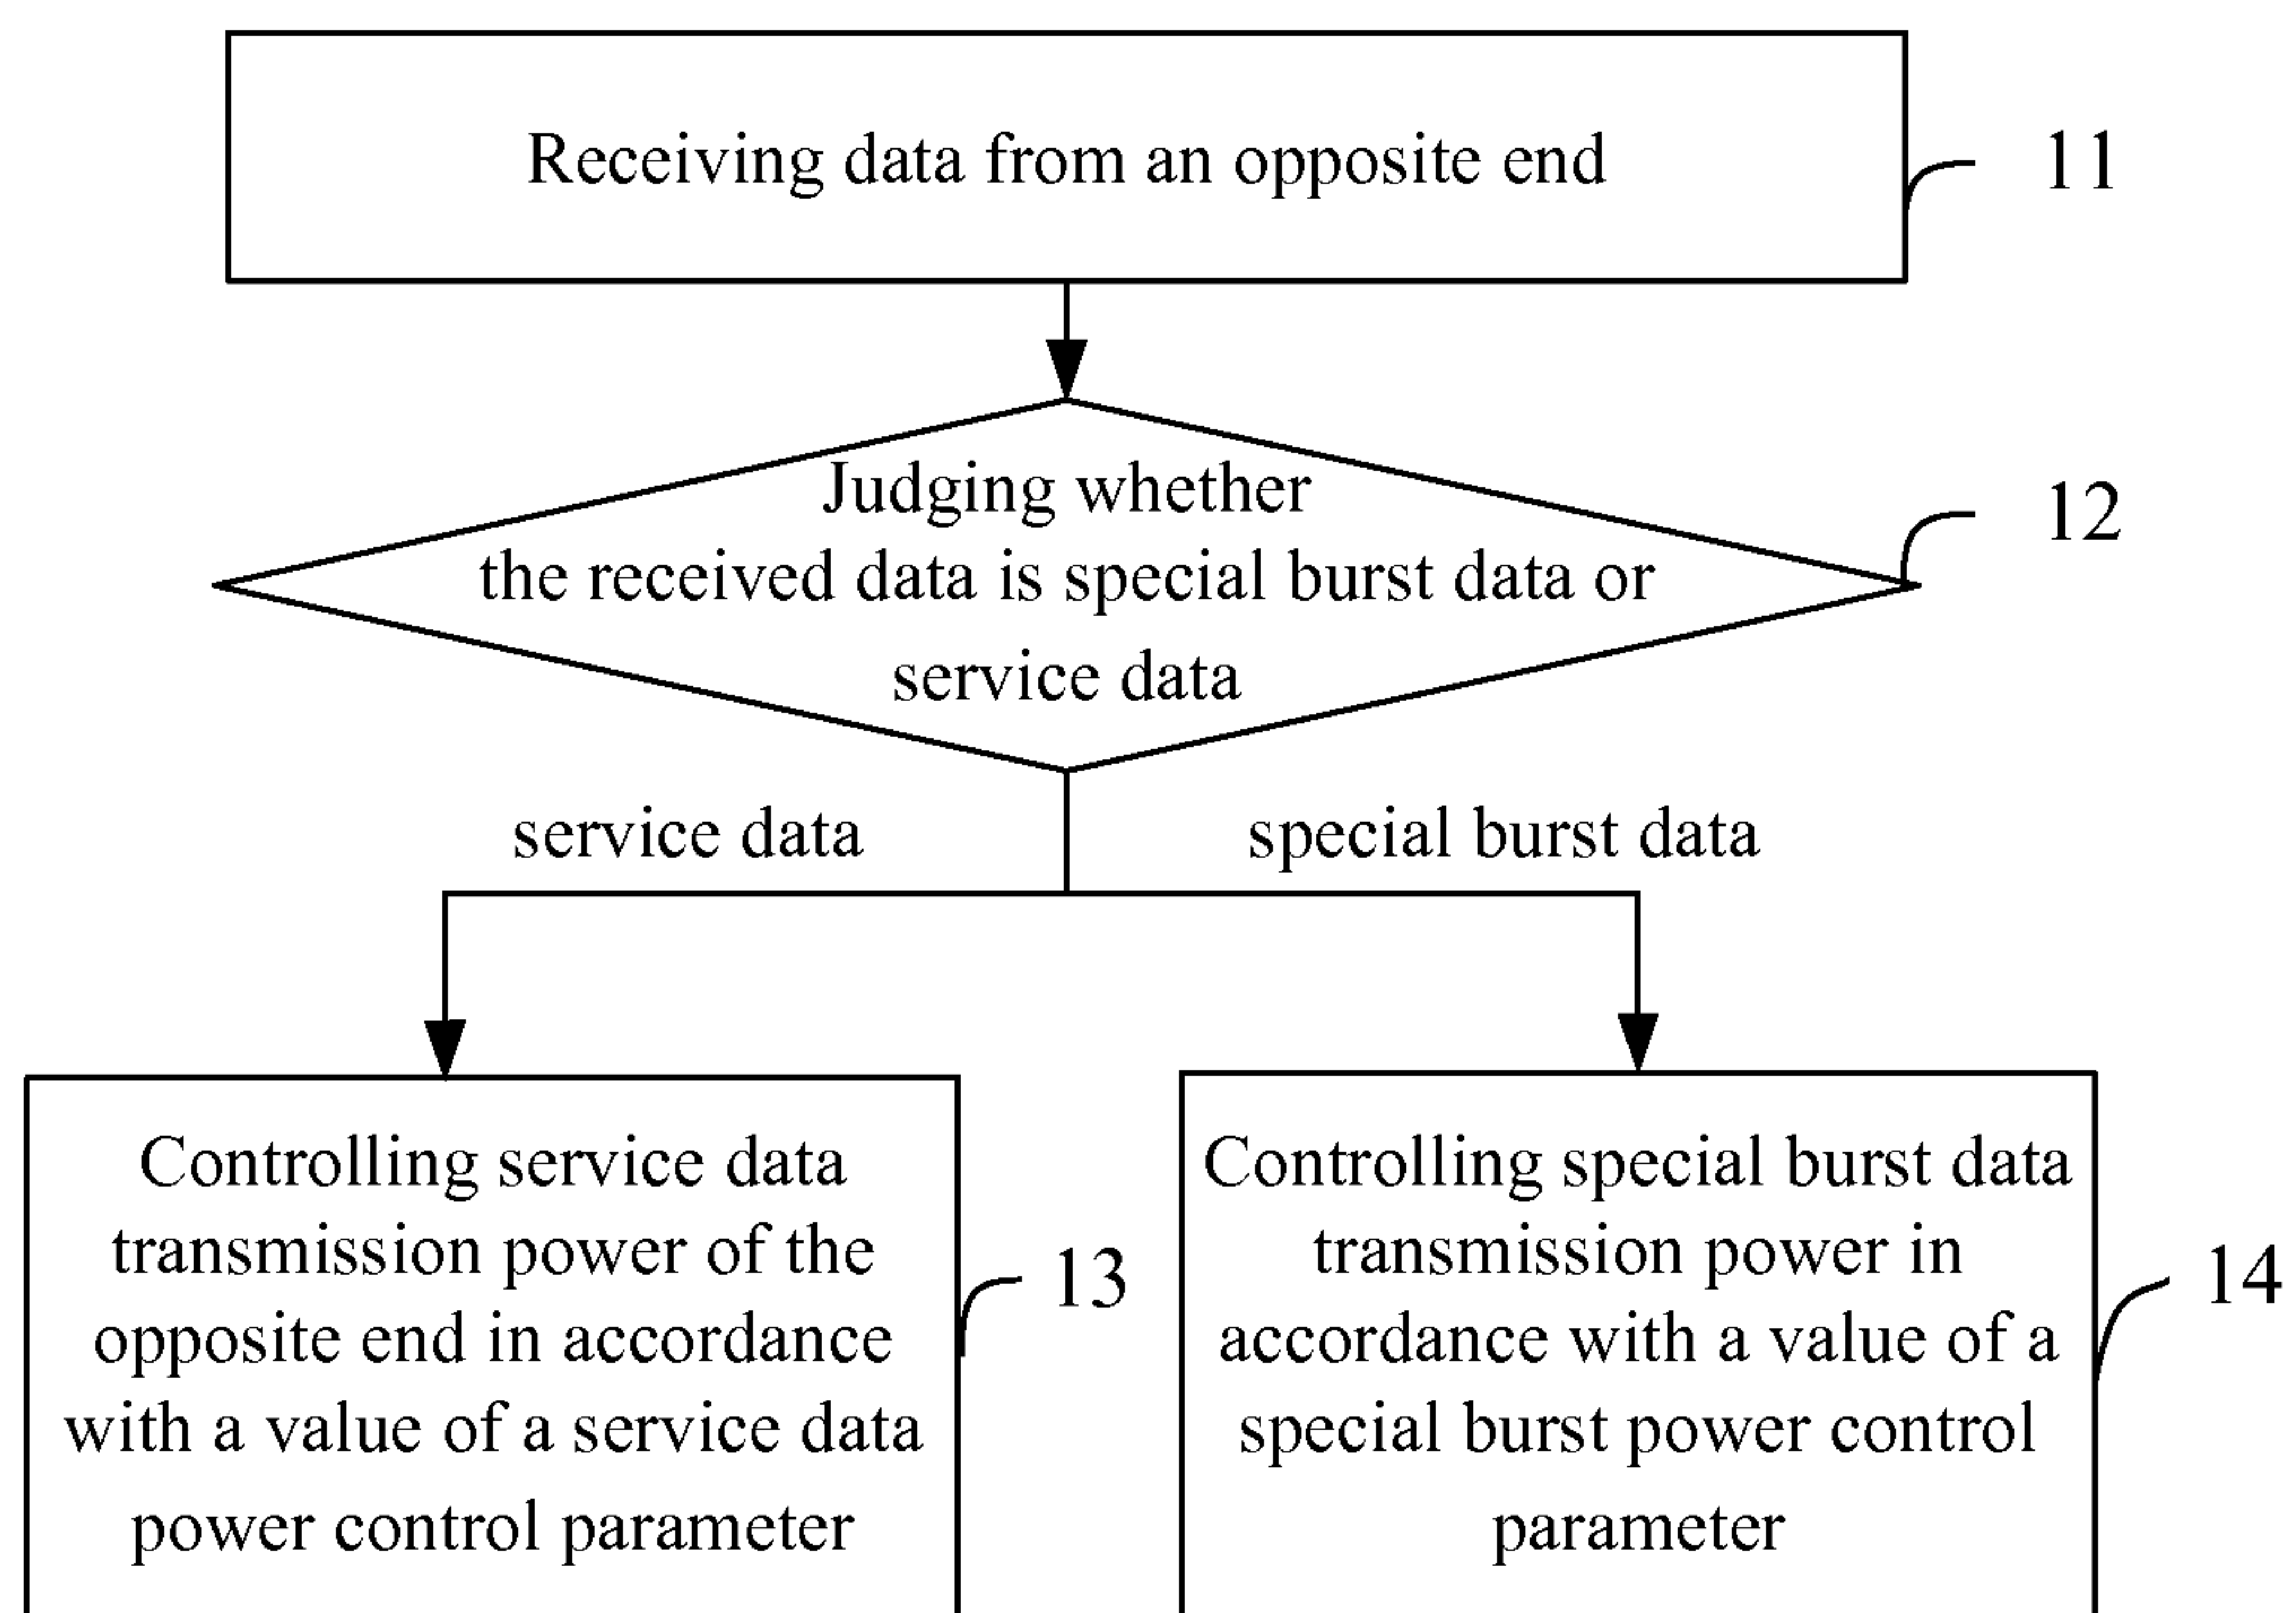 Receiving data from an opposite end
11
Judging whether
the received data is special burst data or
service data
12
service data
special burst data
Controlling service data
transmission power of the
opposite end in accordance
with a value of a service data
power control parameter
13
Controlling special burst data
transmission power in
accordance with a value of a
special burst power control
parameter
14